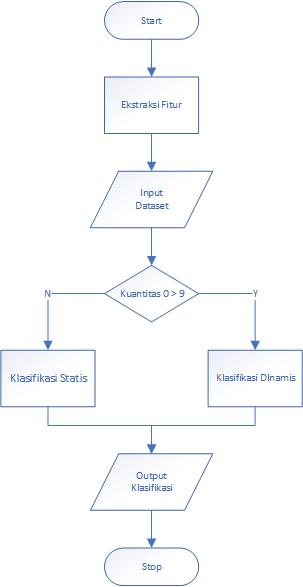 Start
Ekstraksi Fitur
Input
Dataset
Kuantitas 0 > 9
N
Y
Klasifikasi Statis
Klasifikasi DInamis
Output
Klasifikasi
Stop